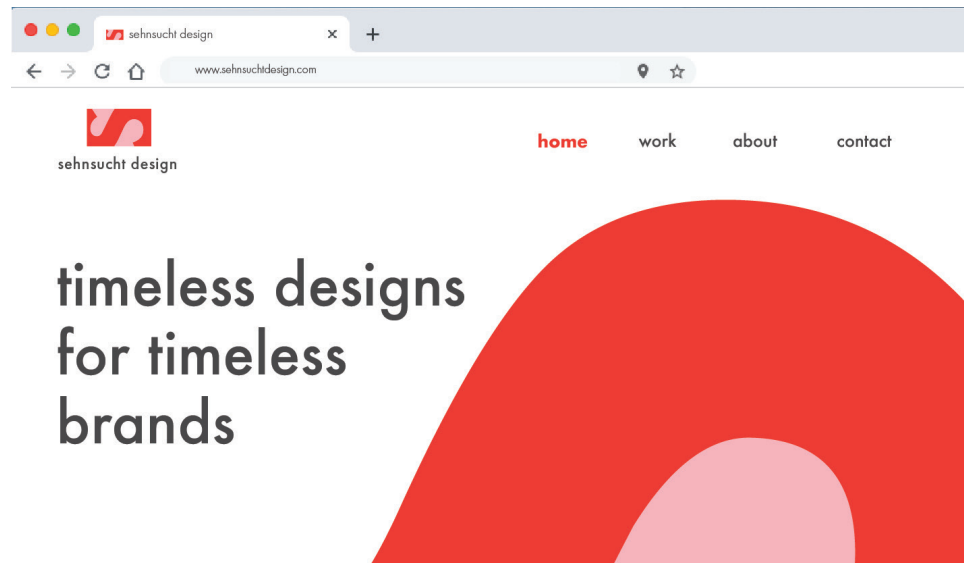 sehnsucht design
www.sehnsuchtdesign.com
sehnsucht design
home work about contact
timeless designs
for timeless
brands